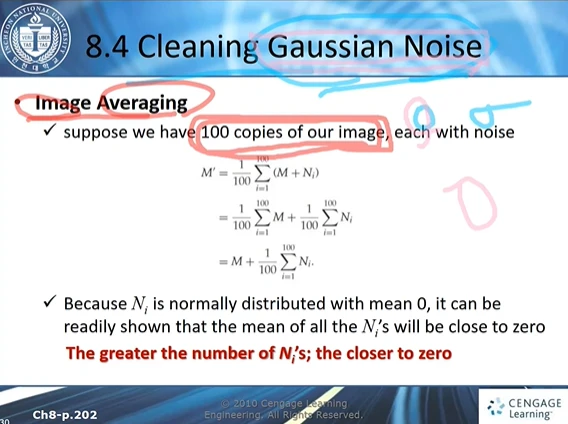 8.4 Cleaning Gaussian Noise
• Image Averaging
✓ suppose we have 100 copies of our image, each with noise
M′ = 1/100 ∑_{i=1}^{100} (M + N_i)
= 1/100 ∑_{i=1}^{100} M + 1/100 ∑_{i=1}^{100} N_i
= M + 1/100 ∑_{i=1}^{100} N_i.
✓ Because N_i is normally distributed with mean 0, it can be
readily shown that the mean of all the N_i's will be close to zero
The greater the number of N_i's; the closer to zero
Ch8-p.202
© 2010 Cengage Learning
Engineering. All Rights Reserved.
CENGAGE
Learning
30